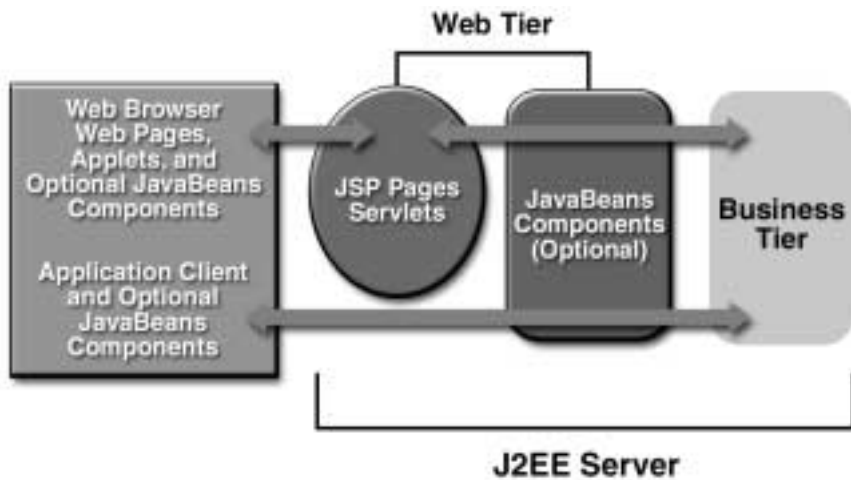 Web Tier
Web Browser
Web Pages,
Applets, and
Optional JavaBeans
Components
Application Client
and Optional
JavaBeans
Components
JSP Pages
Servlets
JavaBeans
Components
(Optional)
Business
Tier
J2EE Server